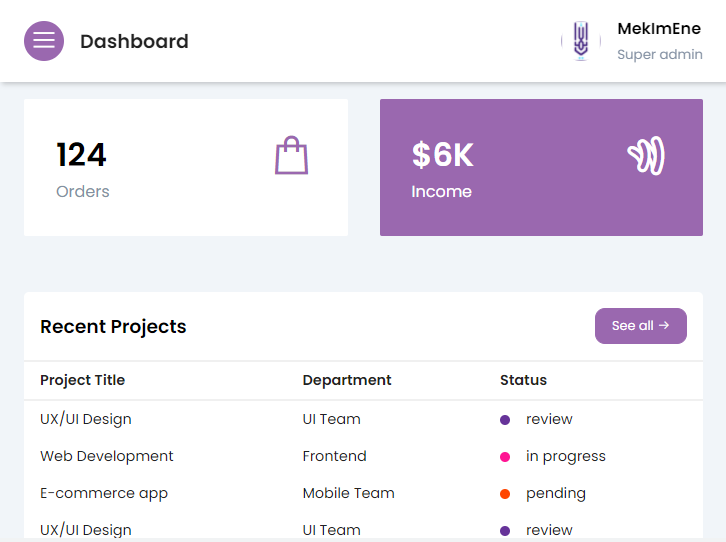 Dashboard
MekImEne
Super admin
124
Orders
$6K
Income
Recent Projects
See all →
Project Title Department Status
UX/UI Design UI Team review
Web Development Frontend in progress
E-commerce app Mobile Team pending
UX/UI Design UI Team review